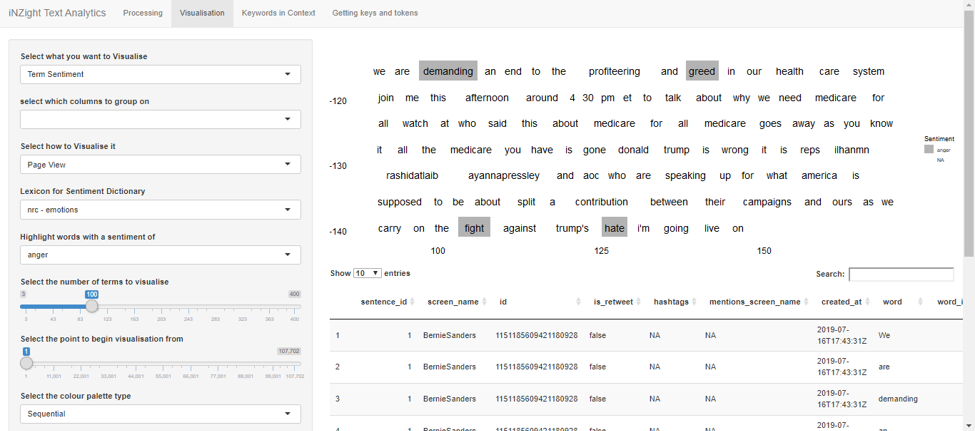 iNZight Text Analytics Processing Visualisation Keywords in Context Getting keys and tokens
Select what you want to Visualise
Term Sentiment
select which columns to group on
Select how to Visualise it
Page View
Lexicon for Sentiment Dictionary
nrc - emotions
Highlight words with a sentiment of
anger
Select the number of terms to visualise
3 100 400
3 43 83 123 163 203 243 283 323 363 400
Select the point to begin visualisation from
1 107,702
1 11,001 22,001 33,001 44,001 55,001 66,001 77,001 88,001 99,001 107,702
Select the colour palette type
Sequential
we are demanding an end to the profiteering and greed in our health care system
-120 join me this afternoon around 4 30 pm et to talk about why we need medicare for
all watch at who said this about medicare for all medicare goes away as you know
it all the medicare you have is gone donald trump is wrong it is reps ilhanmn
-130 rashidatlaib ayannapressley and aoc who are speaking up for what america is
supposed to be about split a contribution between their campaigns and ours as we
-140 carry on the fight against trump's hate i'm going live on
100 125 150
Sentiment
anger
NA
Show 10 entries Search:
sentence_id screen_name id is_retweet hashtags mentions_screen_name created_at word word_i
1 1 BernieSanders 1151185609421180928 false NA NA 2019-07-16T17:43:31Z We
2 1 BernieSanders 1151185609421180928 false NA NA 2019-07-16T17:43:31Z are
3 1 BernieSanders 1151185609421180928 false NA NA 2019-07-16T17:43:31Z demanding
4 1 BernieSanders 1151185609421180928 false NA NA 2019-07- an